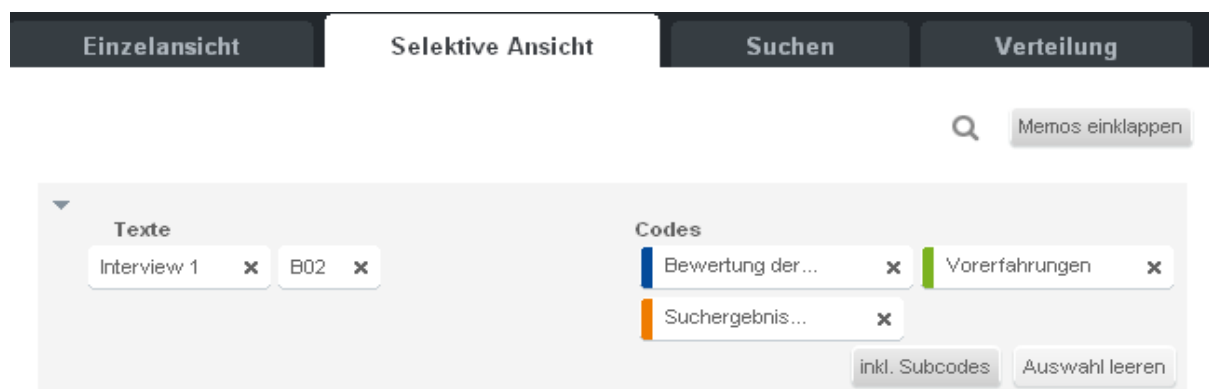 Einzelansicht Selektive Ansicht Suchen Verteilung
Memos einklappen
Texte Codes
Interview 1 B02 Bewertung der... Vorerfahrungen
Suchergebnis...
inkl. Subcodes Auswahl leeren